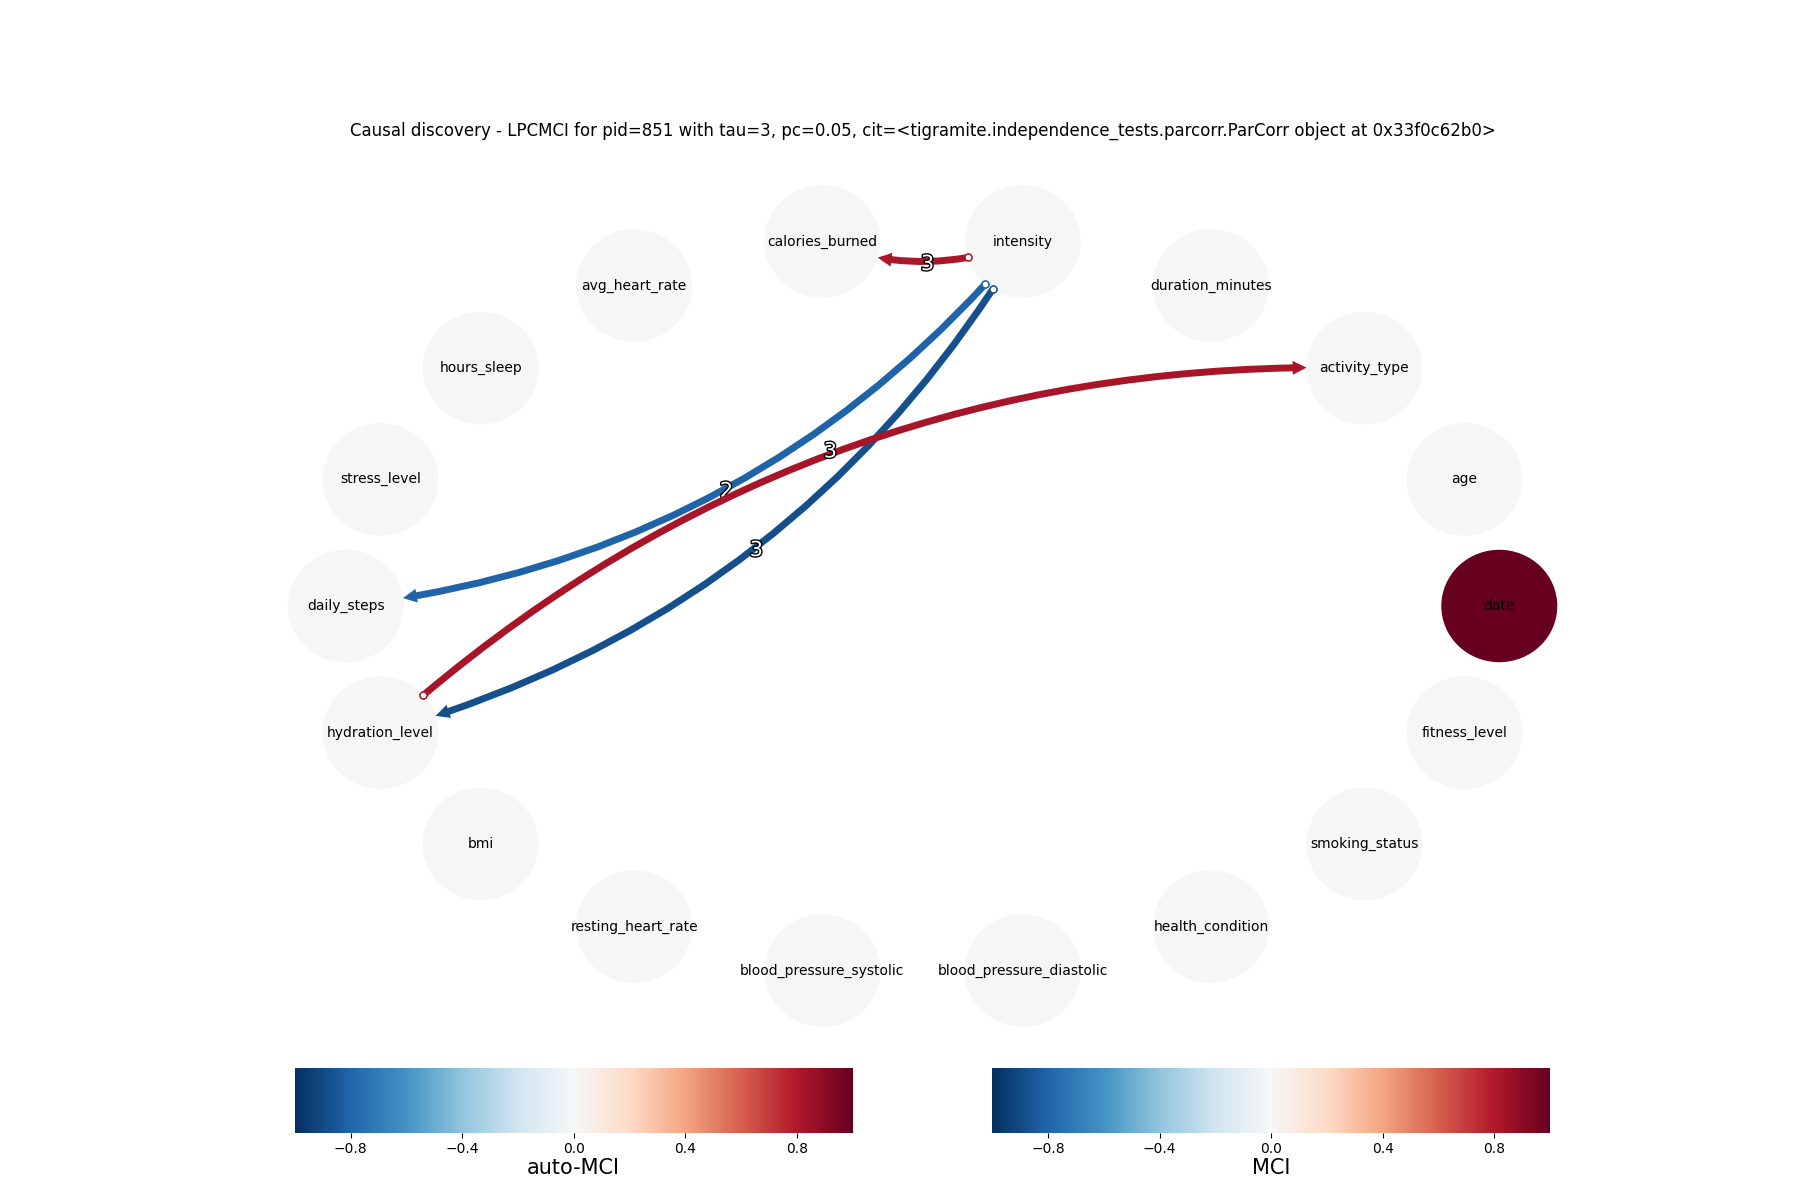 Causal discovery - LPCMCI for pid=851 with tau=3, pc=0.05, cit=<tigramite.independence_tests.parcorr.ParCorr object at 0x33f0c62b0>
calories_burned
intensity
3
avg_heart_rate
duration_minutes
hours_sleep
activity_type
3
stress_level
age
2
3
daily_steps
date
hydration_level
fitness_level
bmi
smoking_status
resting_heart_rate
health_condition
blood_pressure_systolic
blood_pressure_diastolic
−0.8 −0.4 0.0 0.4 0.8
auto-MCI
−0.8 −0.4 0.0 0.4 0.8
MCI